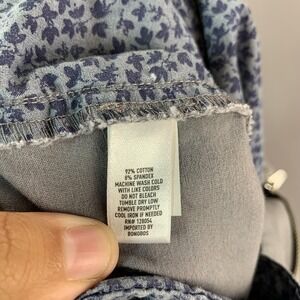 92% COTTON
8% SPANDEX
MACHINE WASH COLD
WITH LIKE COLORS
DO NOT BLEACH
TUMBLE DRY LOW
REMOVE PROMPTLY
COOL IRON IF NEEDED
RN# 128054
IMPORTED BY
BONOBOS